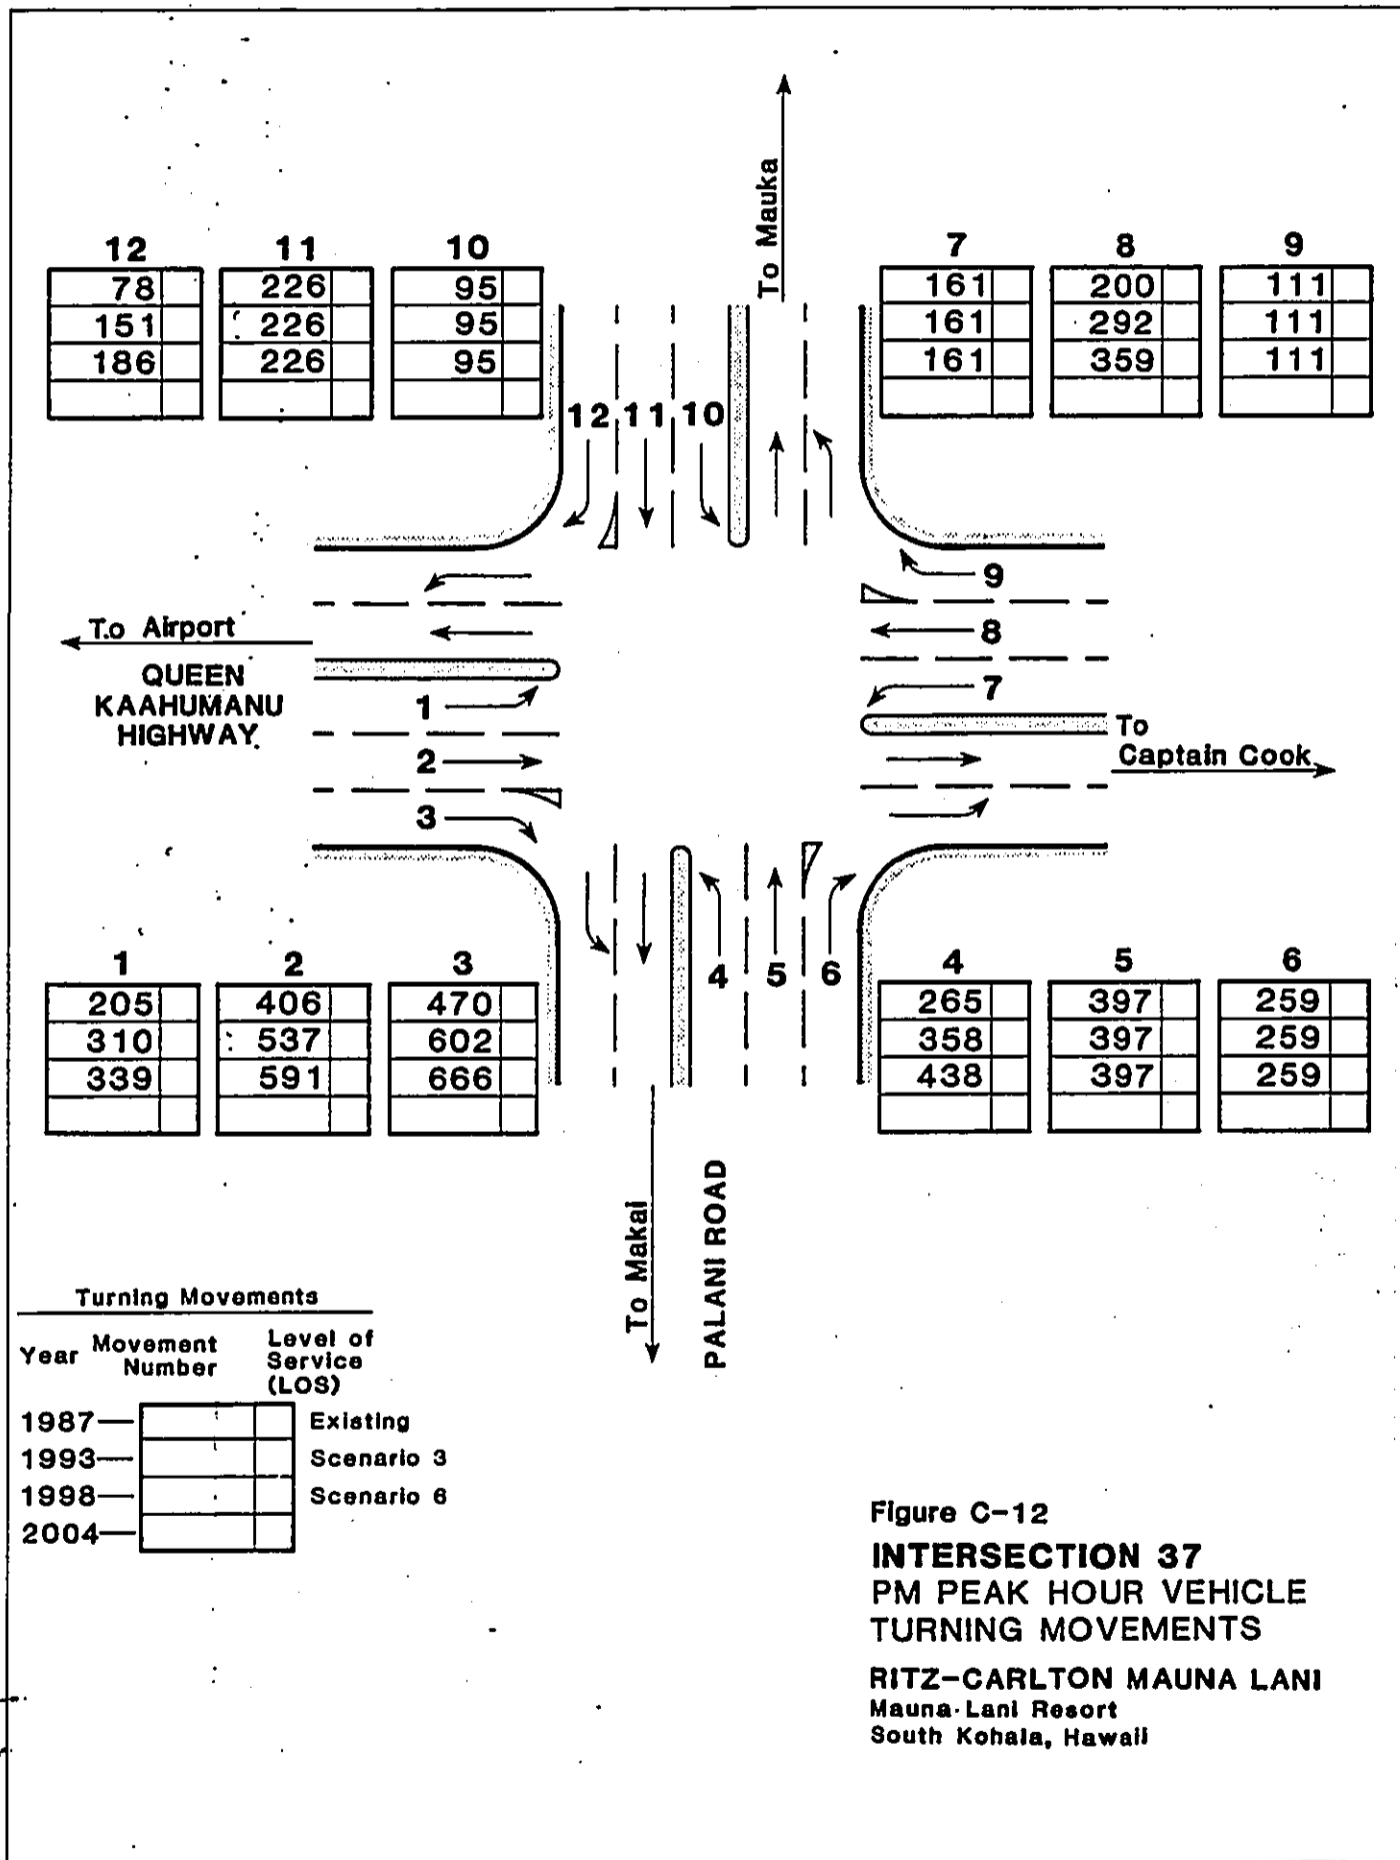 To Mauka
12 11 10
78 226 95
151 226 95
186 226 95
7 8 9
161 200 111
161 292 111
161 359 111
12 11 10
9
8
7
To Airport
QUEEN
KAAHUMANU
HIGHWAY
1
2
3
To
Captain Cook
4 5 6
1 2 3
205 406 470
310 537 602
339 591 666
4 5 6
265 397 259
358 397 259
438 397 259
To Makai
PALANI ROAD
Turning Movements
Year Movement Number Level of Service (LOS)
1987 Existing
1993 Scenario 3
1998 Scenario 6
2004
Figure C-12
INTERSECTION 37
PM PEAK HOUR VEHICLE
TURNING MOVEMENTS
RITZ-CARLTON MAUNA LANI
Mauna Lani Resort
South Kohala, Hawaii